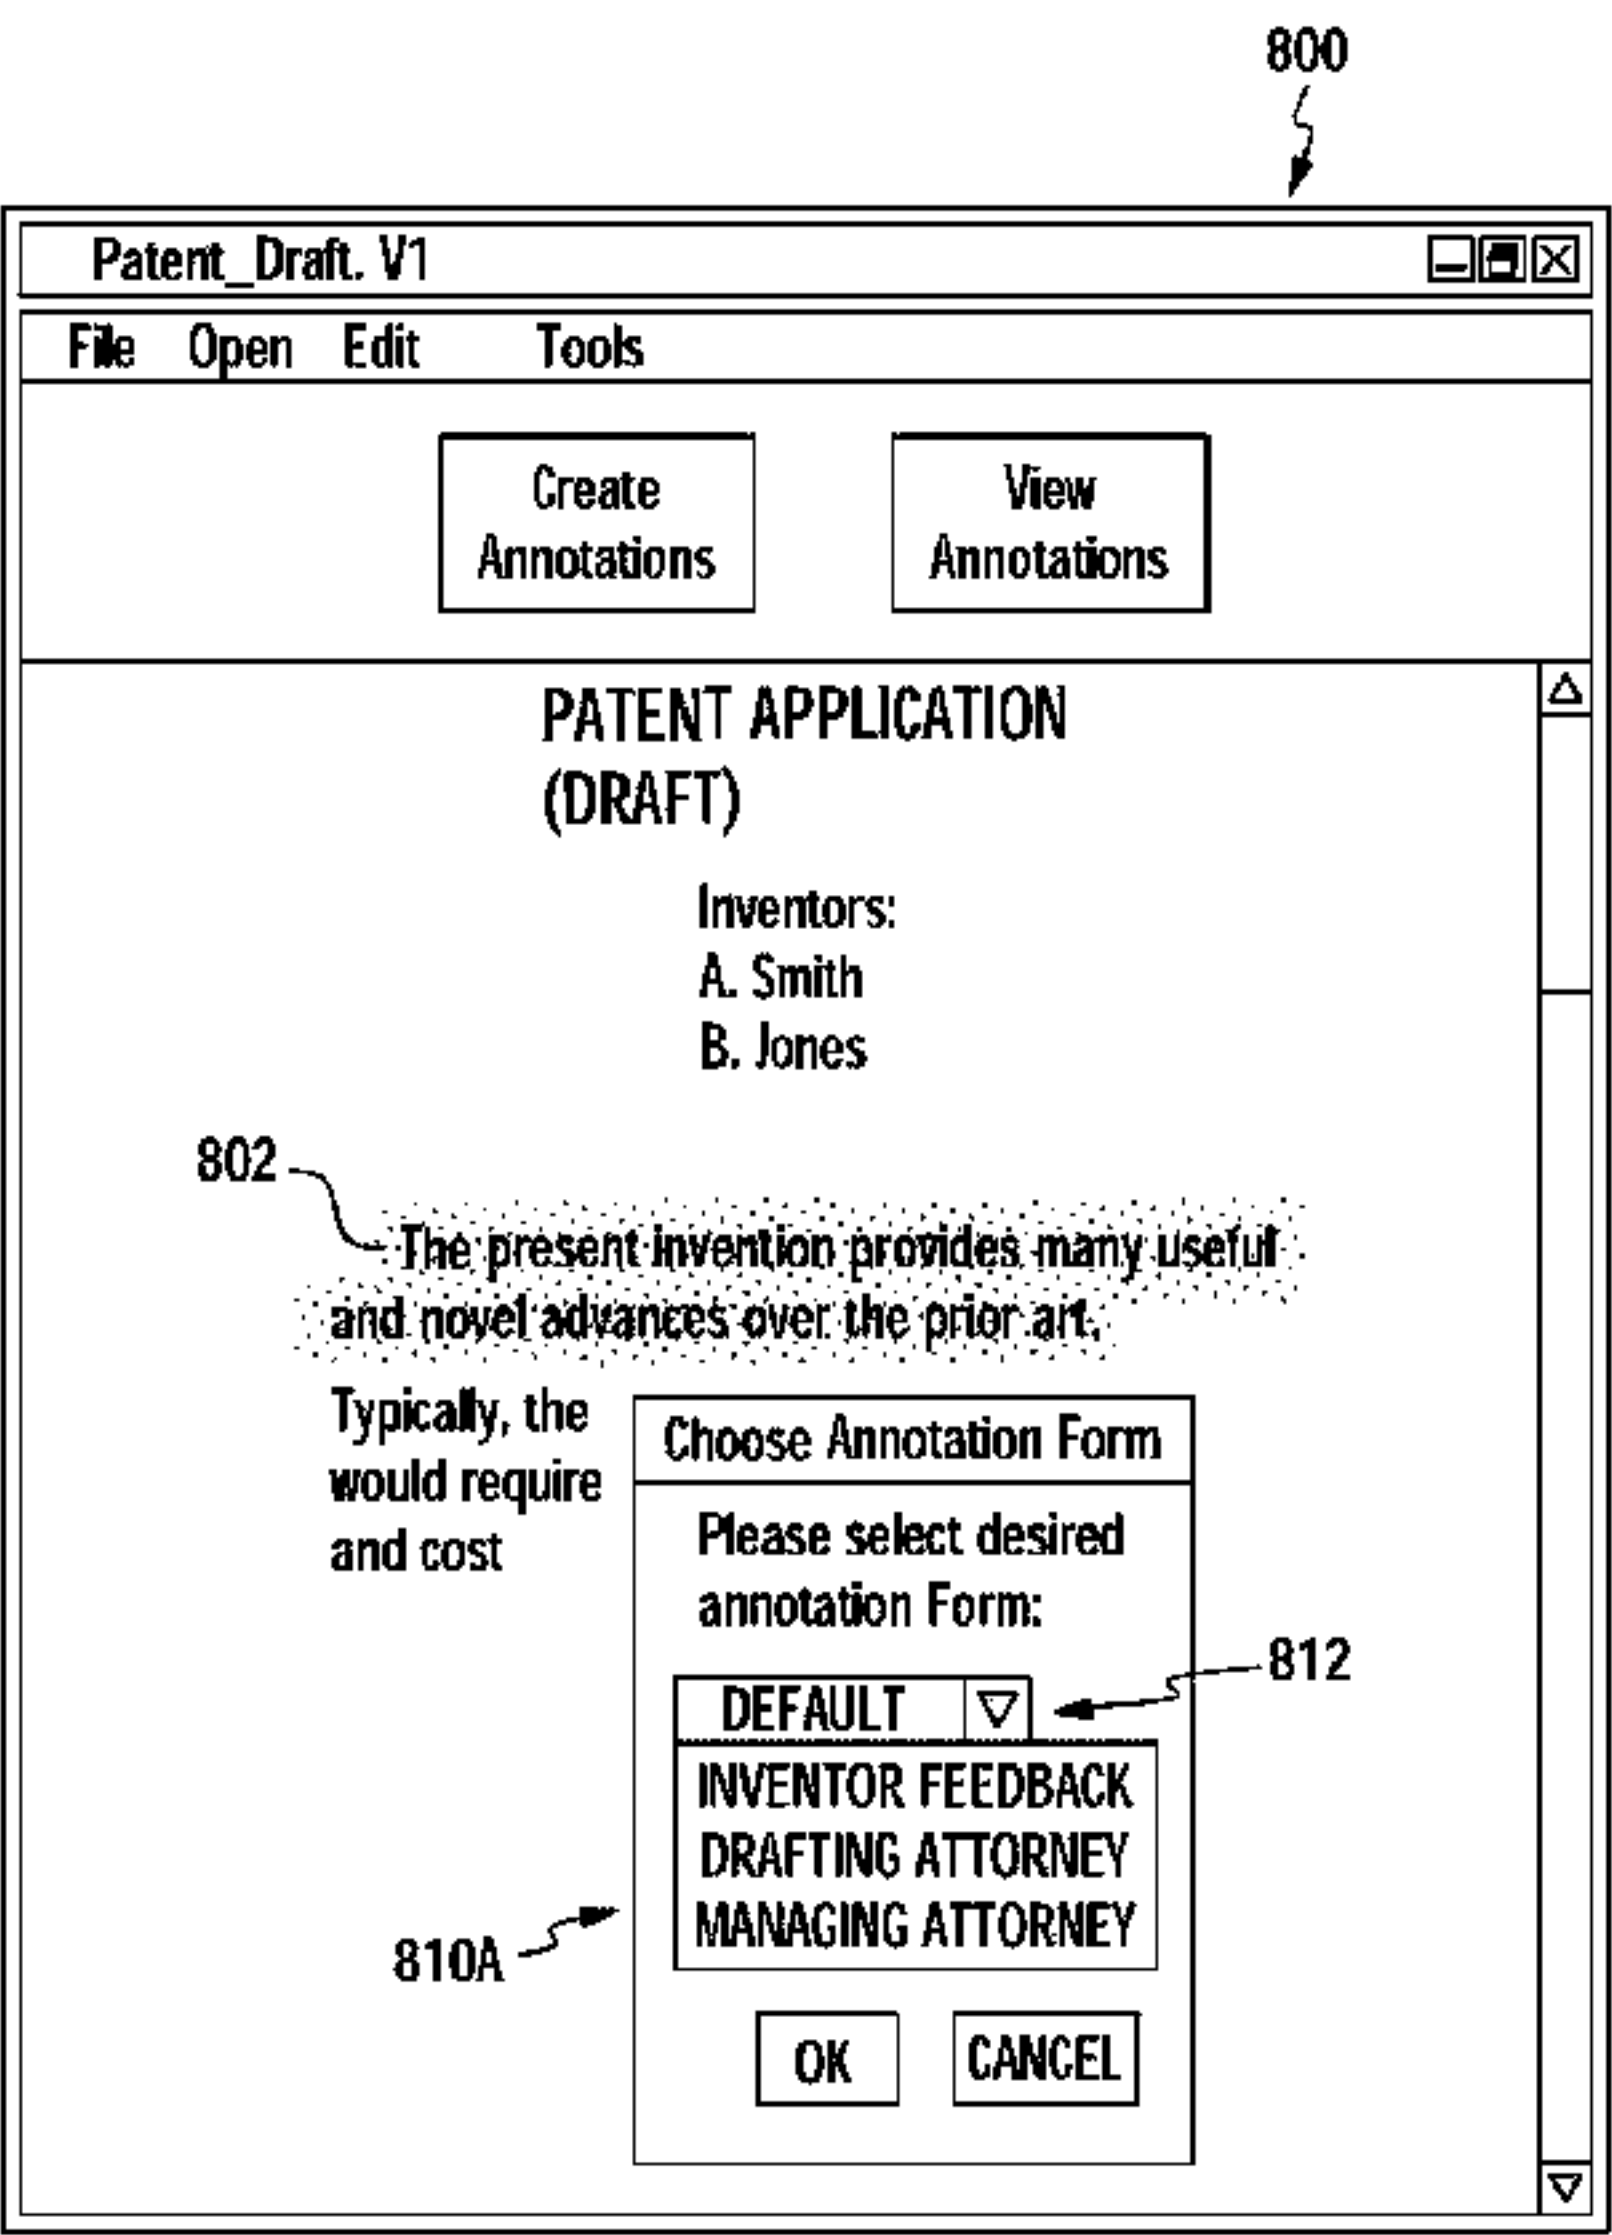 800
Patent_Draft. V1
File Open Edit Tools
Create
Annotations
View
Annotations
PATENT APPLICATION
(DRAFT)
Inventors:
A. Smith
B. Jones
802
The present invention provides many useful
and novel advances over the prior art.
Typically, the
would require
and cost
Choose Annotation Form
Please select desired
annotation Form:
812
DEFAULT
INVENTOR FEEDBACK
DRAFTING ATTORNEY
MANAGING ATTORNEY
810A
OK CANCEL